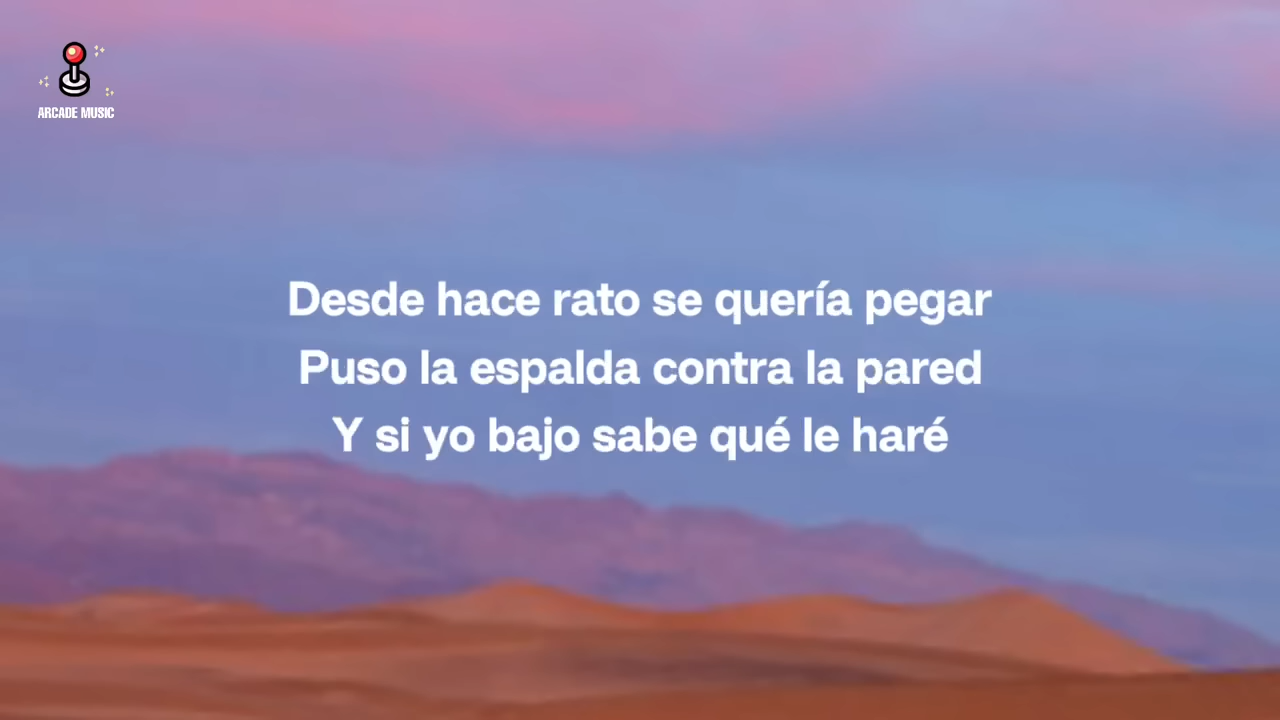 ARCADE MUSIC
Desde hace rato se quería pegar
Puso la espalda contra la pared
Y si yo bajo sabe qué le haré